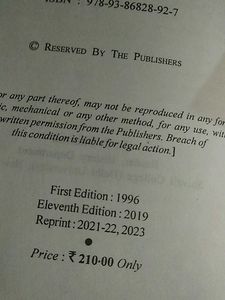 ISBN : 978-93-86828-92-7
© RESERVED BY THE PUBLISHERS
or any part thereof, may not be reproduced in any for
ic, mechanical or any other method, for any use, with
written permission from the Publishers. Breach of
this condition is liable for legal action.]
First Edition : 1996
Eleventh Edition : 2019
Reprint : 2021-22, 2023
Price : ₹ 210·00 Only